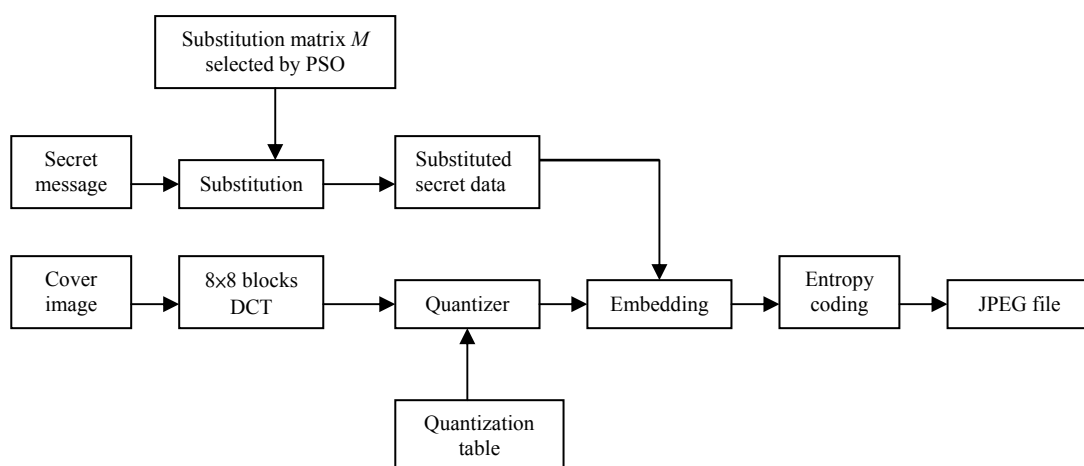 Substitution matrix M
selected by PSO
Secret
message
Substitution
Substituted
secret data
Cover
image
8×8 blocks
DCT
Quantizer
Embedding
Entropy
coding
JPEG file
Quantization
table